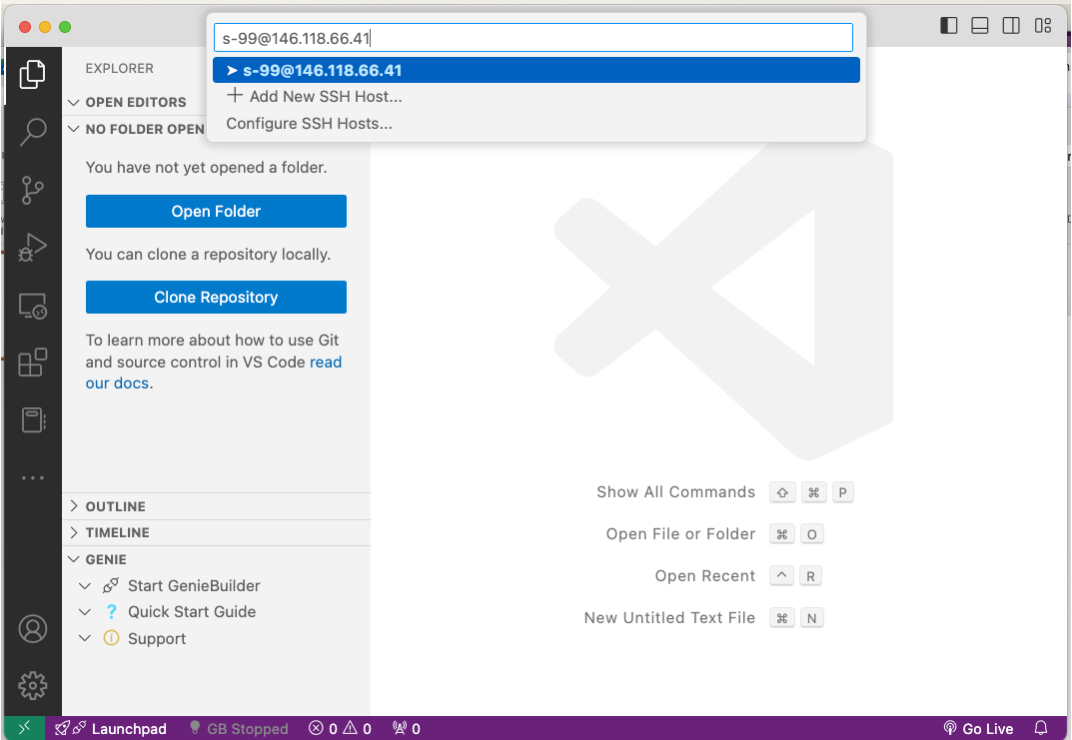 s-99@146.118.66.41
s-99@146.118.66.41
Add New SSH Host...
Configure SSH Hosts...
EXPLORER
OPEN EDITORS
NO FOLDER OPEN
You have not yet opened a folder.
Open Folder
You can clone a repository locally.
Clone Repository
To learn more about how to use Git
and source control in VS Code read
our docs.
OUTLINE
TIMELINE
GENIE
Start GenieBuilder
? Quick Start Guide
Support
Show All Commands ⇧ ⌘ P
Open File or Folder ⌘ O
Open Recent ^ R
New Untitled Text File ⌘ N
Launchpad GB Stopped 0 0 0 Go Live